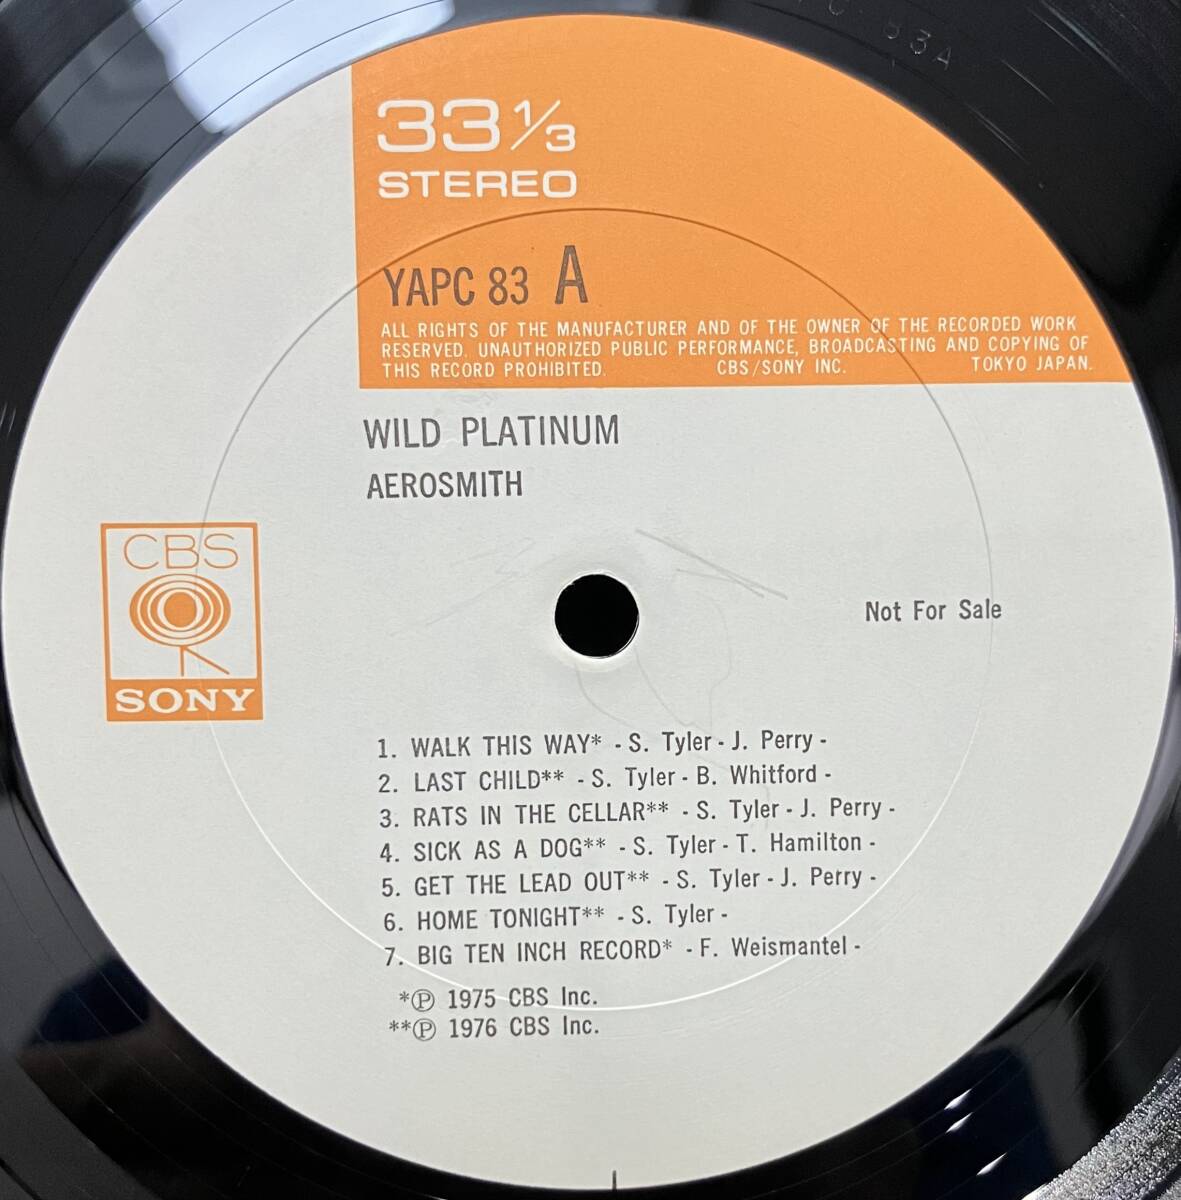 33 1/3
STEREO
YAPC 83 A
ALL RIGHTS OF THE MANUFACTURER AND OF THE OWNER OF THE RECORDED WORK
RESERVED. UNAUTHORIZED PUBLIC PERFORMANCE, BROADCASTING AND COPYING OF
THIS RECORD PROHIBITED. CBS/SONY INC. TOKYO JAPAN.
WILD PLATINUM
AEROSMITH
CBS
SONY
Not For Sale
1. WALK THIS WAY* - S. Tyler - J. Perry -
2. LAST CHILD** - S. Tyler - B. Whitford -
3. RATS IN THE CELLAR** - S. Tyler - J. Perry -
4. SICK AS A DOG** - S. Tyler - T. Hamilton -
5. GET THE LEAD OUT** - S. Tyler - J. Perry -
6. HOME TONIGHT** - S. Tyler -
7. BIG TEN INCH RECORD* - F. Weismantel -
*Ⓟ 1975 CBS Inc.
**Ⓟ 1976 CBS Inc.